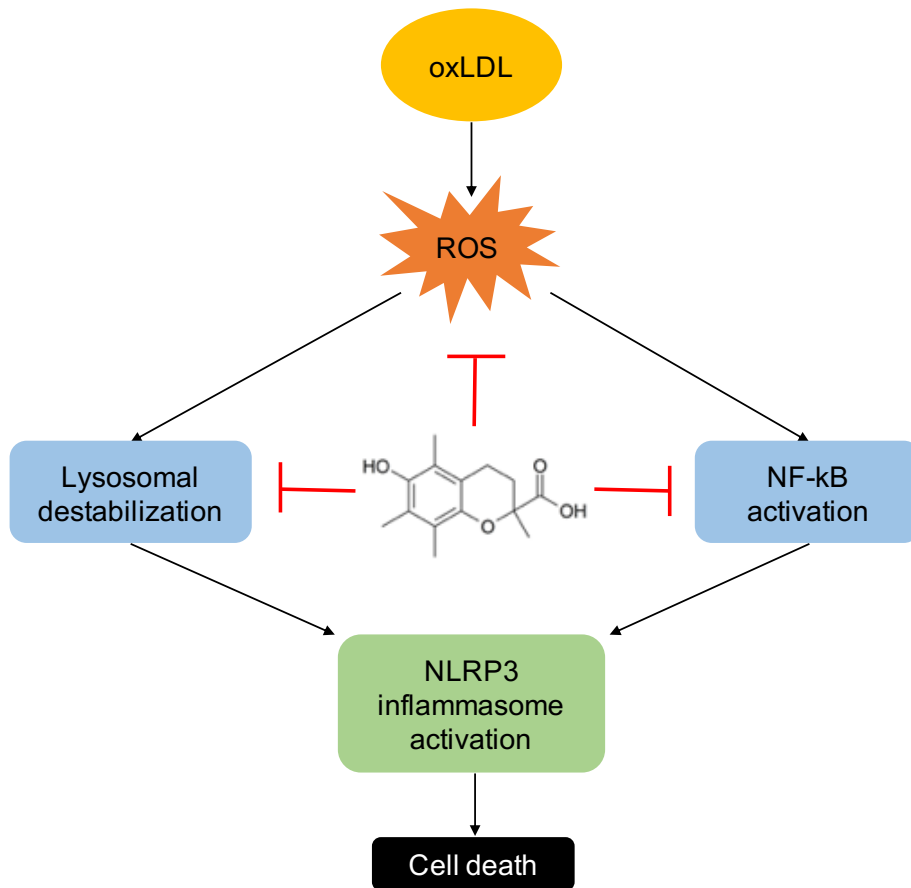 oxLDL
ROS
Lysosomal
destabilization
HO
O
O
OH
NF-kB
activation
NLRP3
inflammasome
activation
Cell death